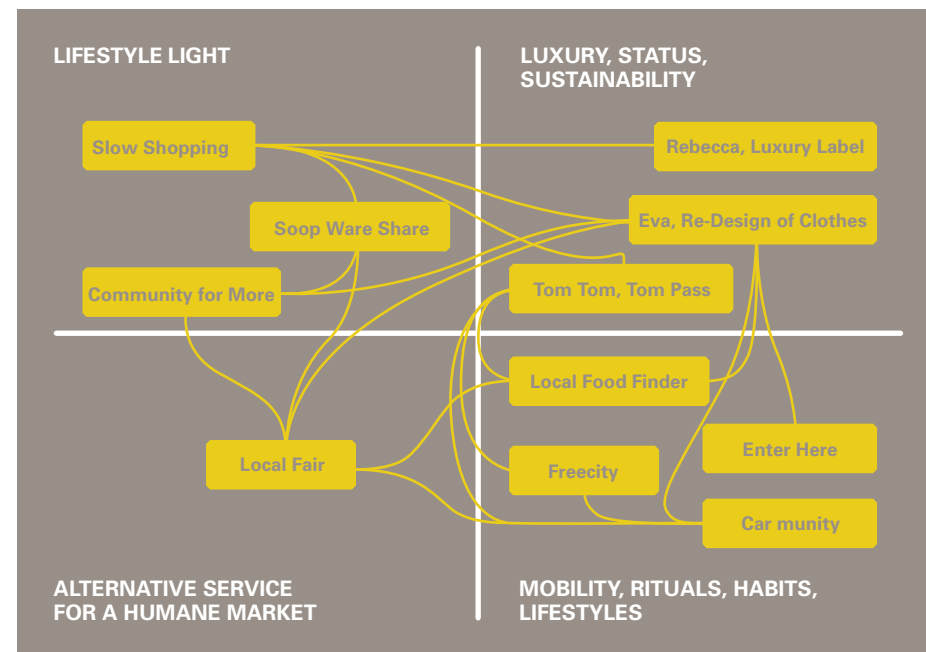 LIFESTYLE LIGHT
LUXURY, STATUS,
SUSTAINABILITY
Slow Shopping
Rebecca, Luxury Label
Soop Ware Share
Eva, Re-Design of Clothes
Community for More
Tom Tom, Tom Pass
Local Food Finder
Local Fair
Enter Here
Freecity
Car munity
ALTERNATIVE SERVICE
FOR A HUMANE MARKET
MOBILITY, RITUALS, HABITS,
LIFESTYLES